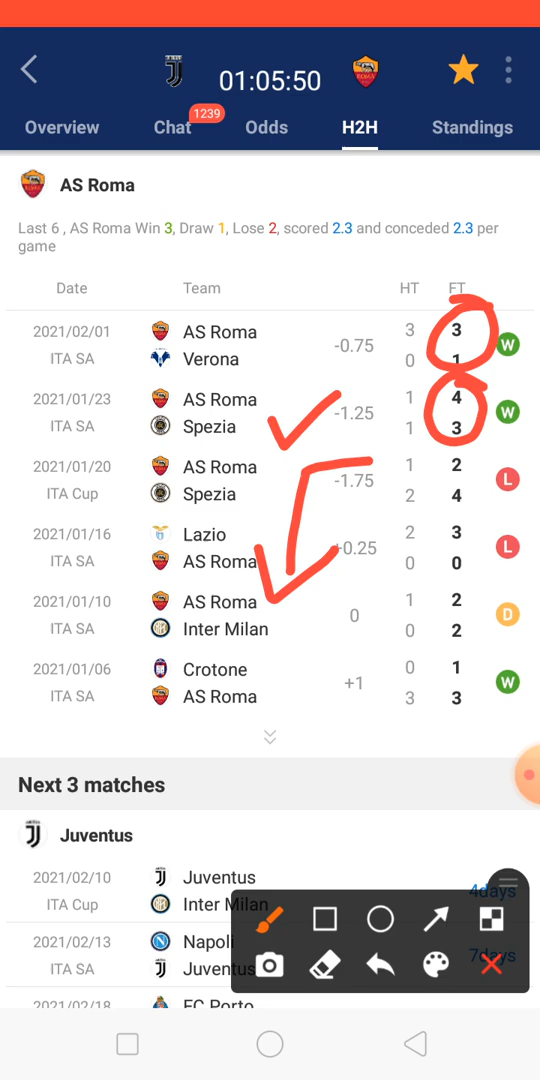 01:05:50
Overview Chat 1239 Odds H2H Standings
AS Roma
Last 6 , AS Roma Win 3, Draw 1, Lose 2, scored 2.3 and conceded 2.3 per
game
Date Team HT FT
2021/02/01 AS Roma 3 3
ITA SA Verona -0.75 0 1 W
2021/01/23 AS Roma 1 4
ITA SA Spezia -1.25 1 3 W
2021/01/20 AS Roma 1 2
ITA Cup Spezia -1.75 2 4 L
2021/01/16 Lazio 2 3
ITA SA AS Roma +0.25 0 0 L
2021/01/10 AS Roma 1 2
ITA SA Inter Milan 0 0 2 D
2021/01/06 Crotone 0 1
ITA SA AS Roma +1 3 3 W
Next 3 matches
Juventus
2021/02/10 Juventus
ITA Cup Inter Milan 4days
2021/02/13 Napoli
ITA SA Juventus 7days
2021/02/18 FC Porto